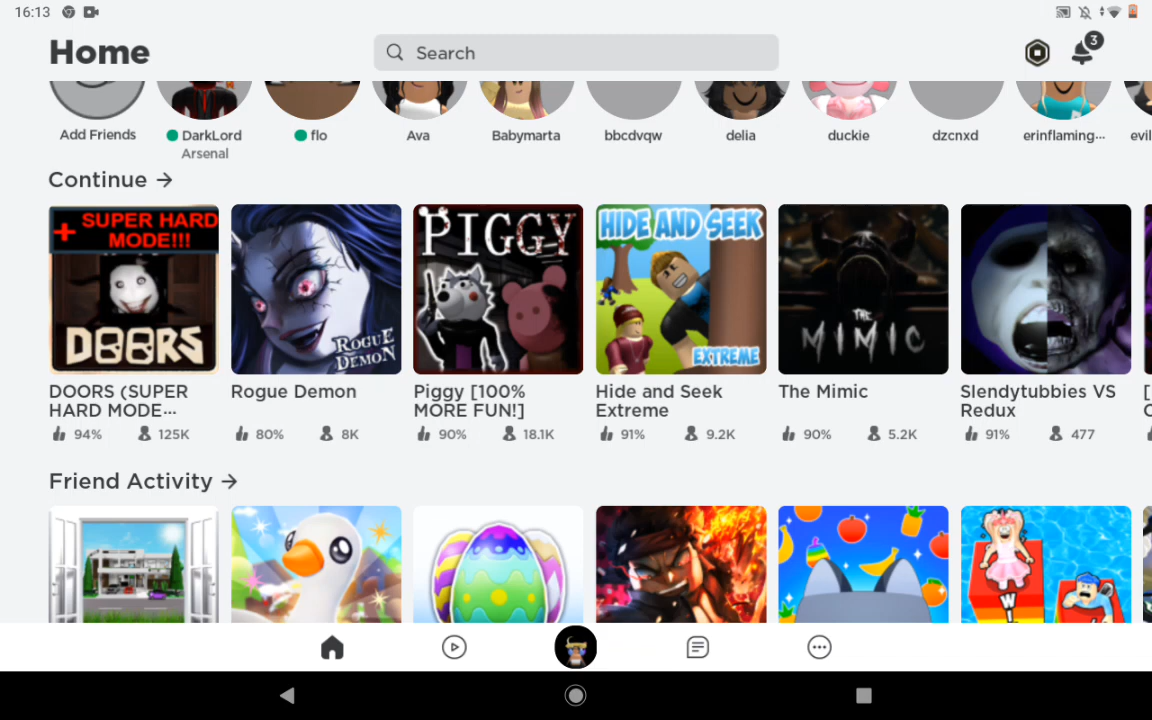 16:13
Home
Search
3
Add Friends
DarkLord
Arsenal
flo
Ava
Babymarta
bbcdvqw
delia
duckie
dzcnxd
erinflaming...
evil
Continue →
+ SUPER HARD
MODE!!!
DOORS
ROGUE
DEMON
PIGGY
HIDE AND SEEK
EXTREME
THE
MIMIC
DOORS (SUPER
HARD MODE...
94% 125K
Rogue Demon
80% 8K
Piggy [100%
MORE FUN!]
90% 18.1K
Hide and Seek
Extreme
91% 9.2K
The Mimic
90% 5.2K
Slendytubbies VS
Redux
91% 477
Friend Activity →
W